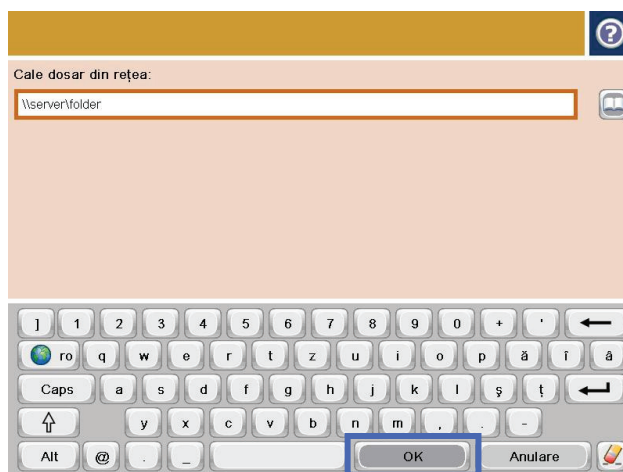 ?
Cale dosar din rețea:
\\server\folder
] 1 2 3 4 5 6 7 8 9 0 + '
ro q w e r t z u i o p ă î â
Caps a s d f g h j k l ș ț
y x c v b n m , . -
Alt @ . _ OK Anulare